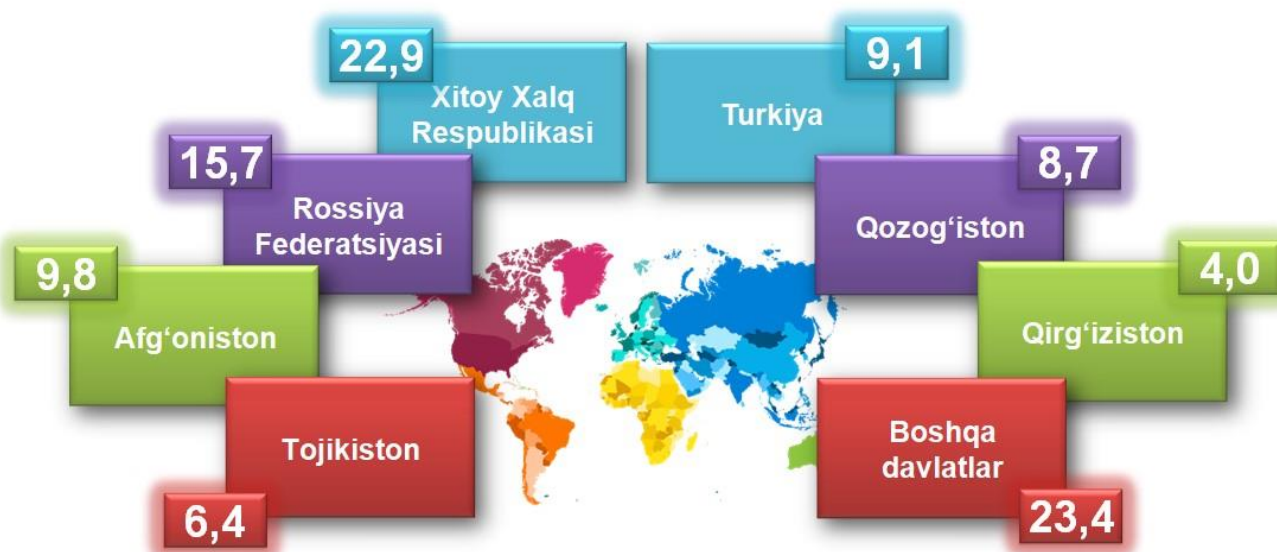 22,9
Xitoy Xalq
Respublikasi
9,1
Turkiya
15,7
Rossiya
Federatsiyasi
8,7
Qozog‘iston
9,8
Afg‘oniston
4,0
Qirg‘iziston
Tojikiston
6,4
Boshqa
davlatlar
23,4